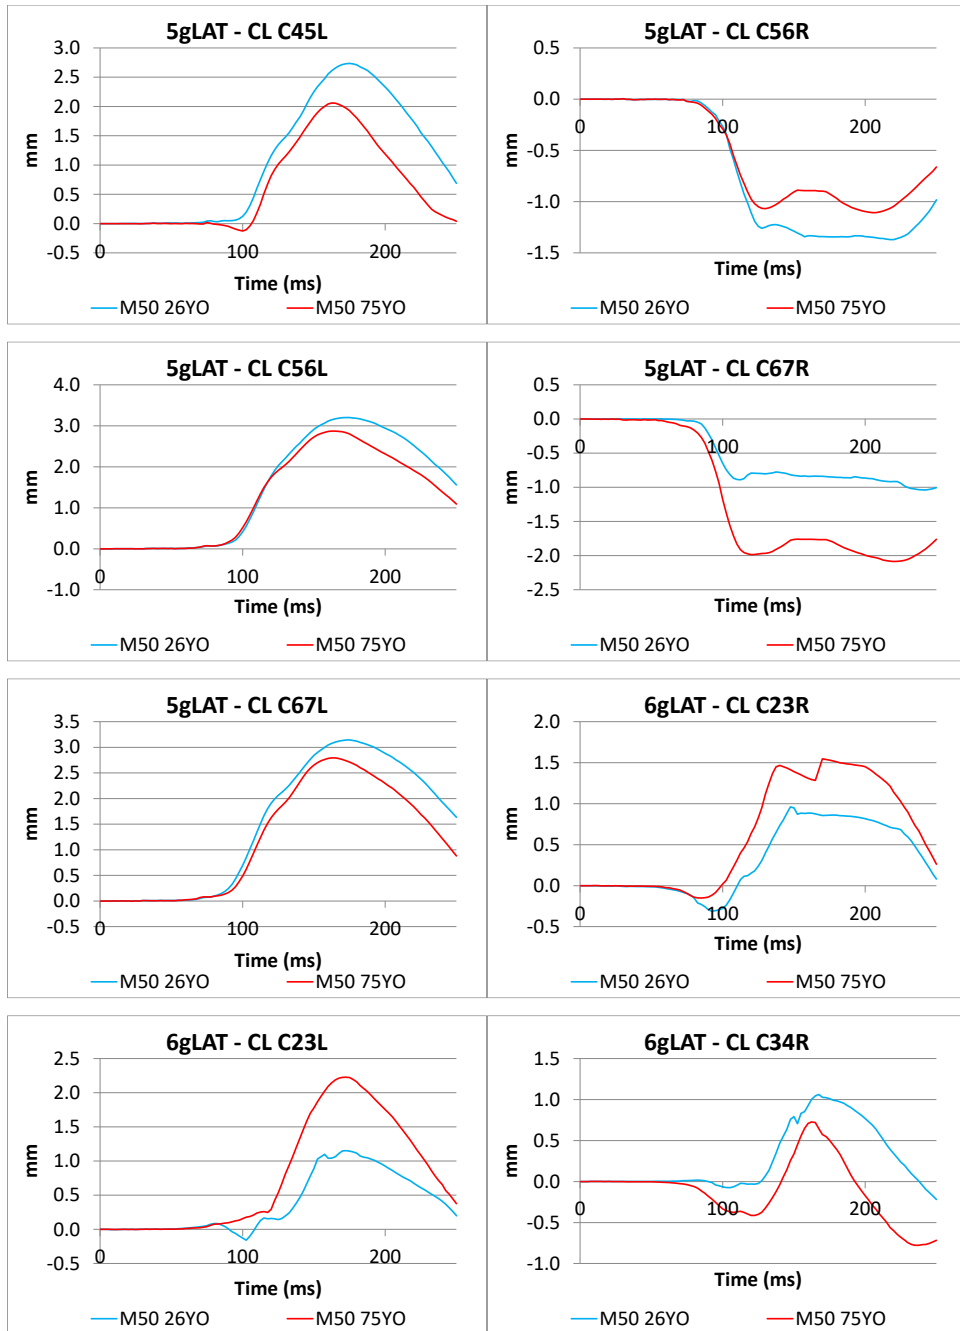 5gLAT - CL C45L
3.0
2.5
2.0
1.5
1.0
0.5
0.0
-0.5
mm
0 100 200
Time (ms)
M50 26YO M50 75YO
5gLAT - CL C56R
0.5
0.0
-0.5
-1.0
-1.5
mm
0 100 200
Time (ms)
M50 26YO M50 75YO
5gLAT - CL C56L
4.0
3.0
2.0
1.0
0.0
-1.0
mm
0 100 200
Time (ms)
M50 26YO M50 75YO
5gLAT - CL C67R
0.5
0.0
-0.5
-1.0
-1.5
-2.0
-2.5
mm
0 100 200
Time (ms)
M50 26YO M50 75YO
5gLAT - CL C67L
3.5
3.0
2.5
2.0
1.5
1.0
0.5
0.0
-0.5
mm
0 100 200
Time (ms)
M50 26YO M50 75YO
6gLAT - CL C23R
2.0
1.5
1.0
0.5
0.0
-0.5
mm
0 100 200
Time (ms)
M50 26YO M50 75YO
6gLAT - CL C23L
2.5
2.0
1.5
1.0
0.5
0.0
-0.5
mm
0 100 200
Time (ms)
M50 26YO M50 75YO
6gLAT - CL C34R
1.5
1.0
0.5
0.0
-0.5
-1.0
mm
0 100 200
Time (ms)
M50 26YO M50 75YO